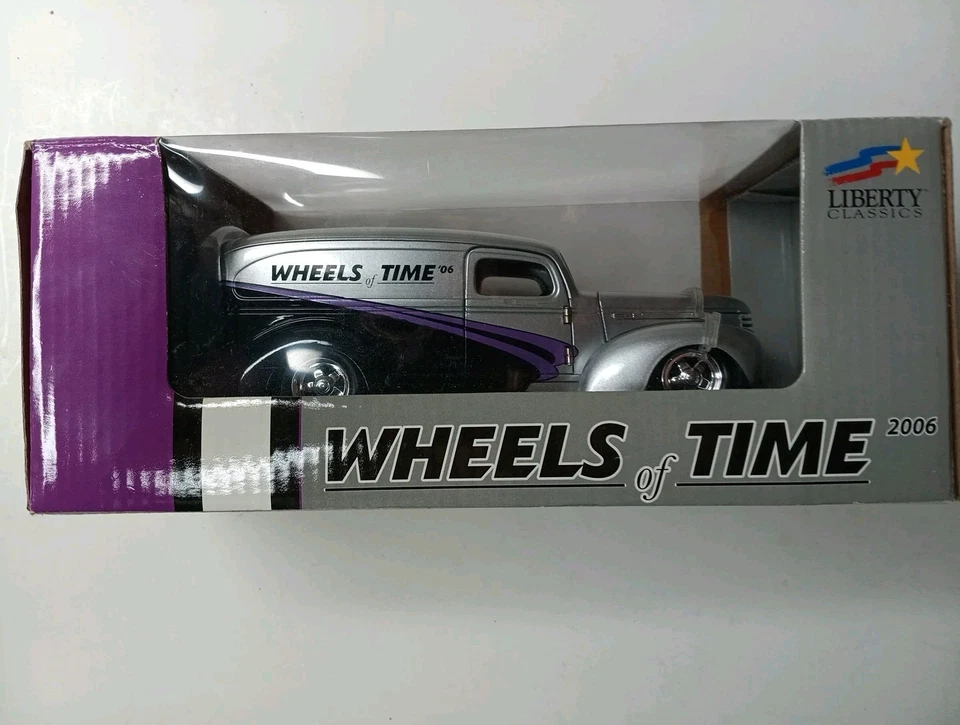 LIBERTY
CLASSICS
WHEELS of TIME '06
WHEELS of TIME 2006